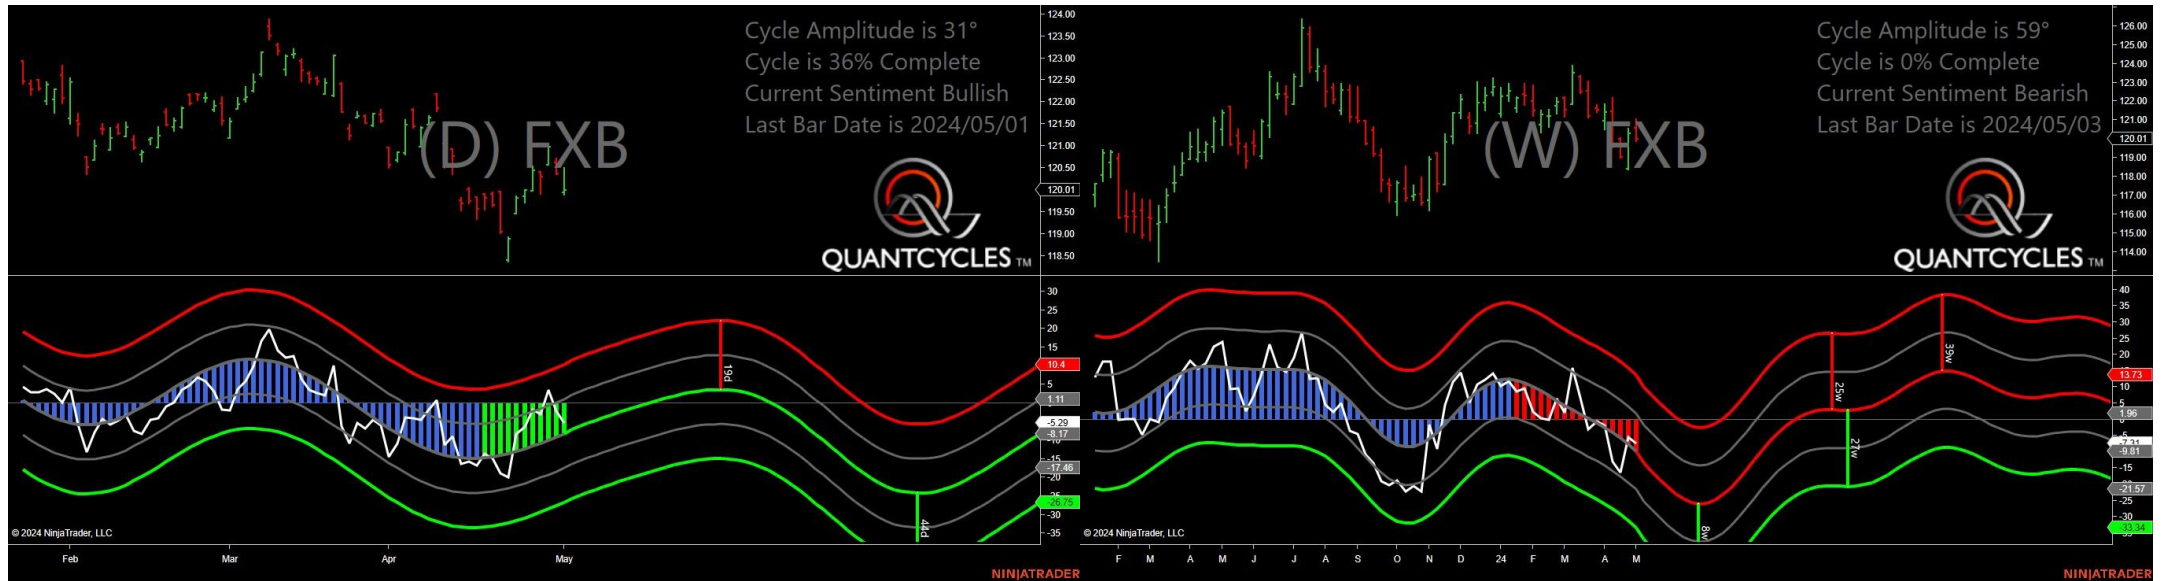 Cycle Amplitude is 31°
Cycle is 36% Complete
Current Sentiment Bullish
Last Bar Date is 2024/05/01
(D) FXB
QUANTCYCLES TM
124.00
123.50
123.00
122.50
122.00
121.50
121.00
120.50
120.01
119.50
119.00
118.50
30
25
20
15
10.4
5
1.11
-5.29
-8.17
-15
-17.46
-20
-26.75
-30
-35
19d
44d
© 2024 NinjaTrader, LLC
Feb
Mar
Apr
May
NINJATRADER
Cycle Amplitude is 59°
Cycle is 0% Complete
Current Sentiment Bearish
Last Bar Date is 2024/05/03
(W) FXB
QUANTCYCLES TM
126.00
125.00
124.00
123.00
122.00
121.00
120.01
119.00
118.00
117.00
116.00
115.00
114.00
40
35
30
25
20
13.73
10
5
1.96
-7.31
-9.81
-15
-21.57
-25
-30
-33.34
25w
39w
27w
8w
© 2024 NinjaTrader, LLC
F M A M J J A S O N D 24 F M A M
NINJATRADER